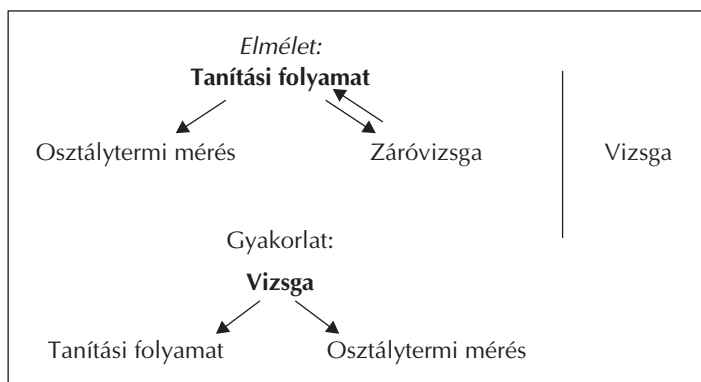 Elmélet:
Tanítási folyamat
Osztálytermi mérés Záróvizsga Vizsga
Gyakorlat:
Vizsga
Tanítási folyamat Osztálytermi mérés